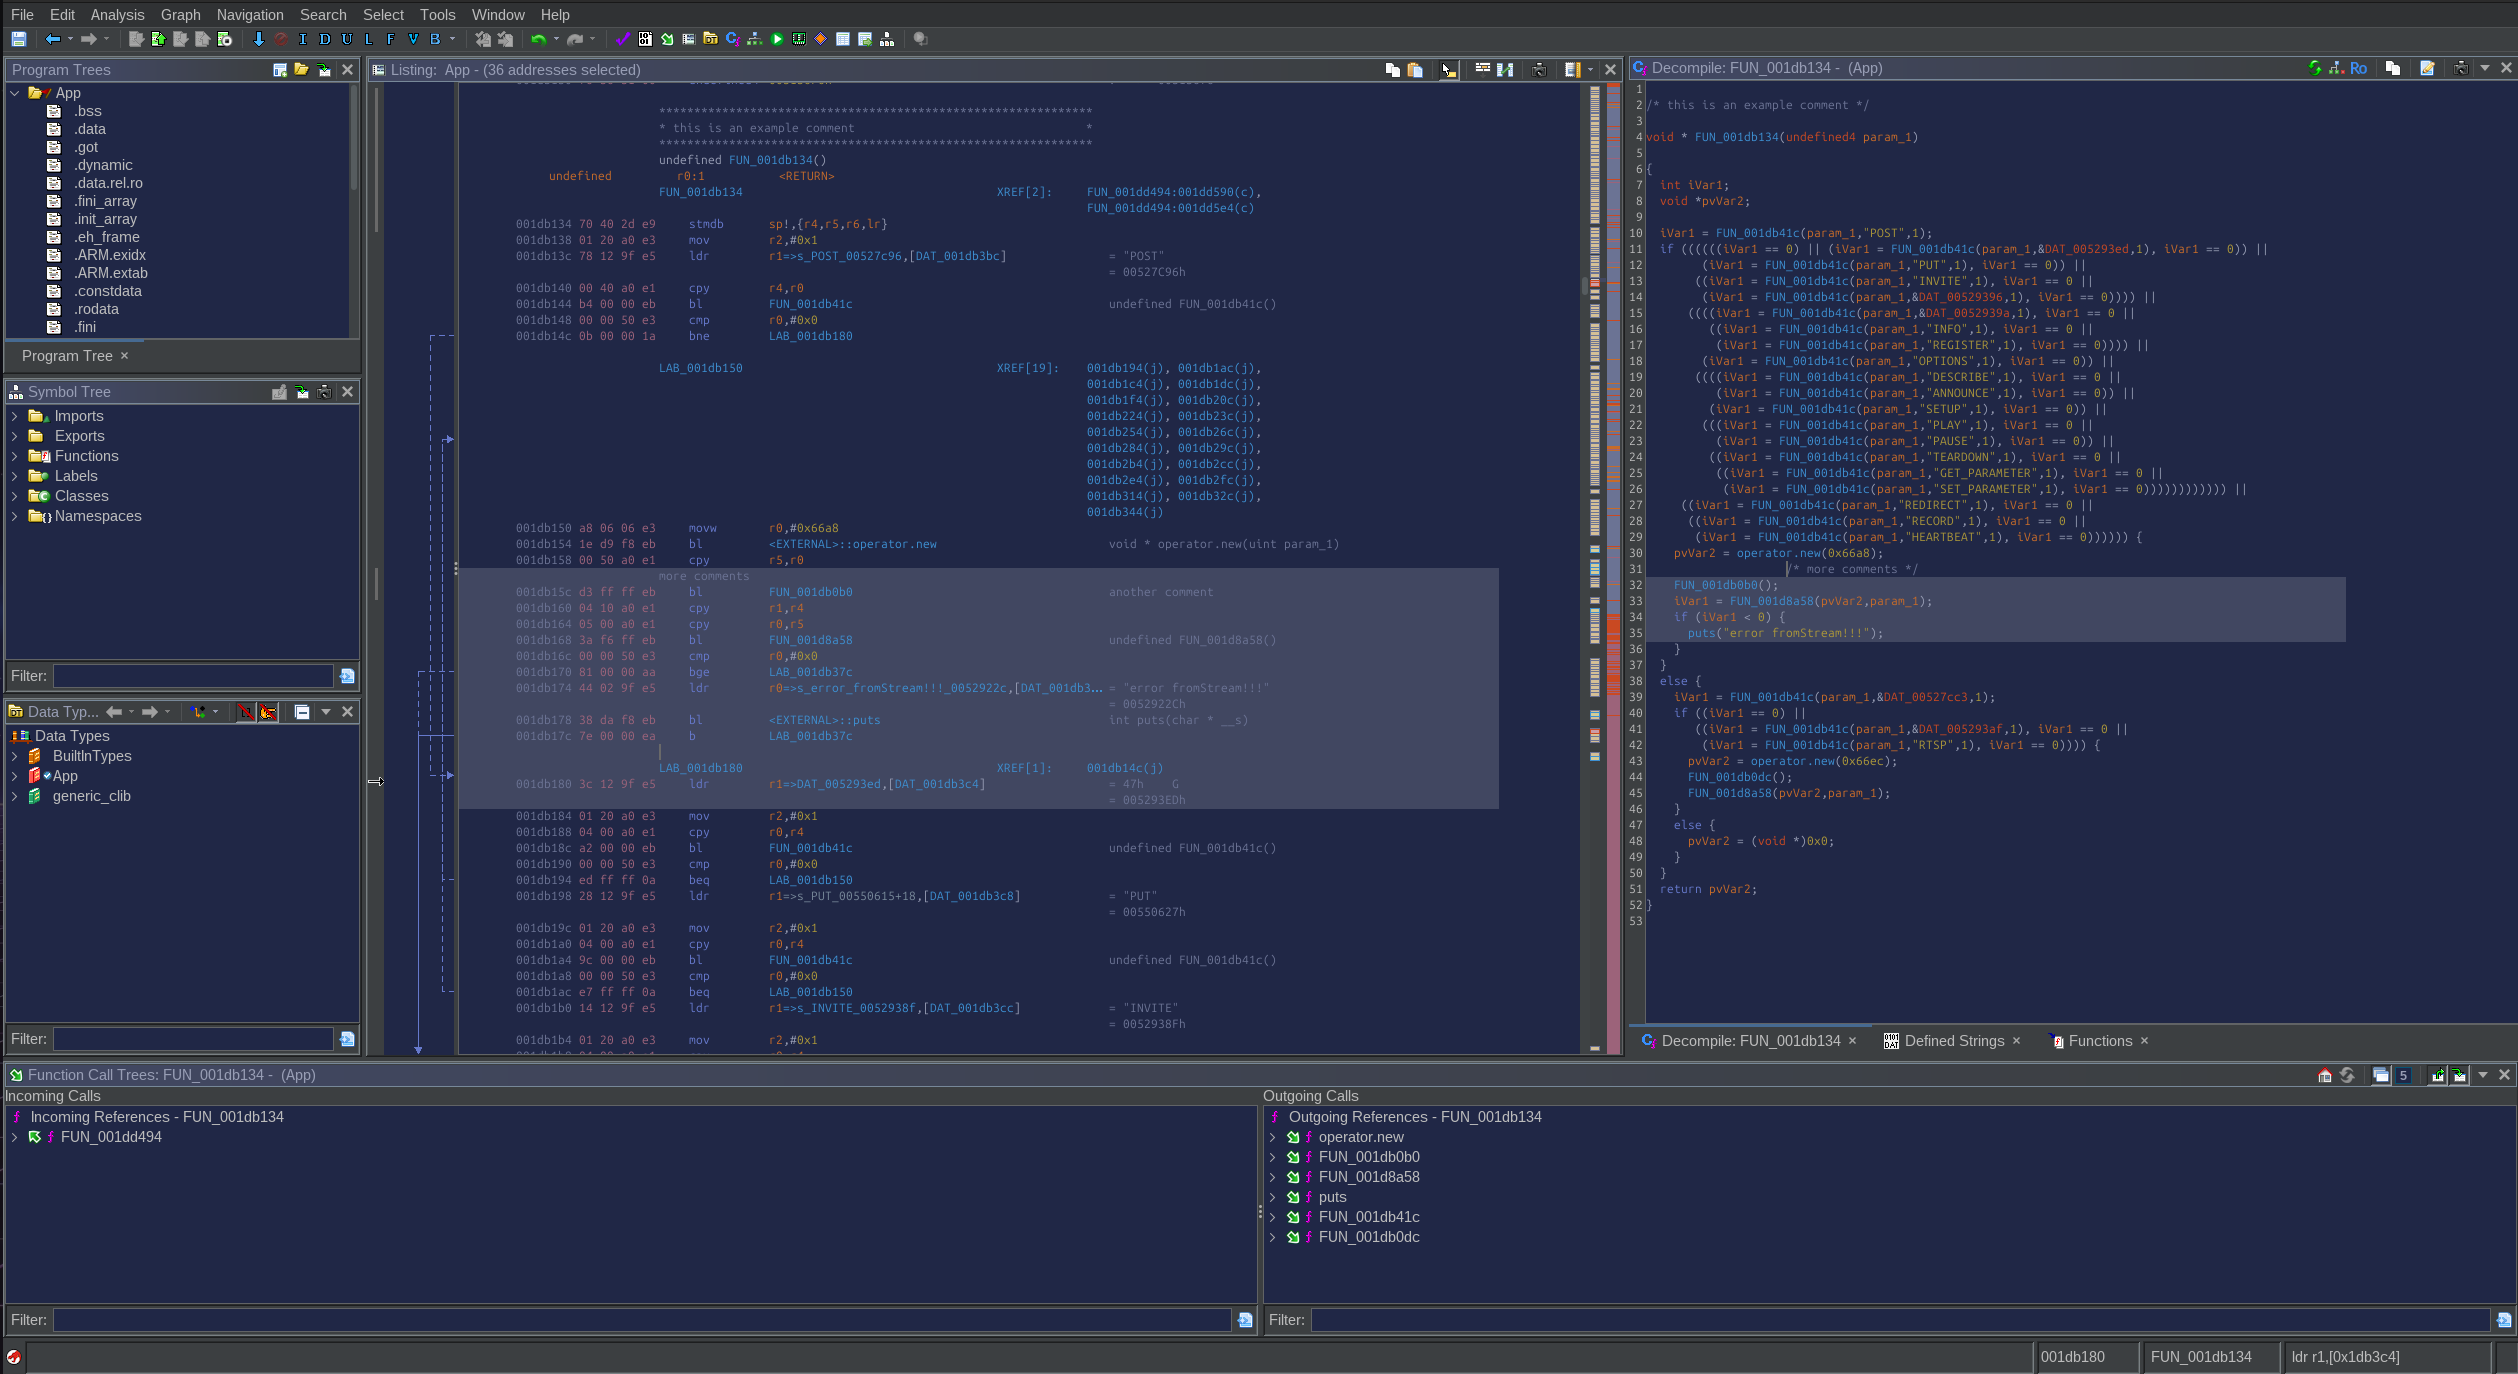 File Edit Analysis Graph Navigation Search Select Tools Window Help
I D U L F V B
Program Trees
App
.bss
.data
.got
.dynamic
.data.rel.ro
.fini_array
.init_array
.eh_frame
.ARM.exidx
.ARM.extab
.constdata
.rodata
.fini
Program Tree ×
Symbol Tree
Imports
Exports
Functions
Labels
Classes
Namespaces
Filter:
Data Typ...
Data Types
BuiltInTypes
App
generic_clib
Filter:
Listing: App - (36 addresses selected)
**************************************************************
* this is an example comment *
**************************************************************
undefined FUN_001db134()
undefined r0:1 <RETURN>
FUN_001db134 XREF[2]: FUN_001dd494:001dd590(c),
FUN_001dd494:001dd5e4(c)
001db134 70 40 2d e9 stmdb sp!,{r4,r5,r6,lr}
001db138 01 20 a0 e3 mov r2,#0x1
001db13c 78 12 9f e5 ldr r1=>s_POST_00527c96,[DAT_001db3bc] = "POST"
= 00527C96h
001db140 00 40 a0 e1 cpy r4,r0
001db144 b4 00 00 eb bl FUN_001db41c undefined FUN_001db41c()
001db148 00 00 50 e3 cmp r0,#0x0
001db14c 0b 00 00 1a bne LAB_001db180
LAB_001db150 XREF[19]: 001db194(j), 001db1ac(j),
001db1c4(j), 001db1dc(j),
001db1f4(j), 001db20c(j),
001db224(j), 001db23c(j),
001db254(j), 001db26c(j),
001db284(j), 001db29c(j),
001db2b4(j), 001db2cc(j),
001db2e4(j), 001db2fc(j),
001db314(j), 001db32c(j),
001db344(j)
001db150 a8 06 06 e3 movw r0,#0x66a8
001db154 1e d9 f8 eb bl <EXTERNAL>::operator.new void * operator.new(uint param_1)
001db158 00 50 a0 e1 cpy r5,r0
more comments
001db15c d3 ff ff eb bl FUN_001db0b0 another comment
001db160 04 10 a0 e1 cpy r1,r4
001db164 05 00 a0 e1 cpy r0,r5
001db168 3a f6 ff eb bl FUN_001d8a58 undefined FUN_001d8a58()
001db16c 00 00 50 e3 cmp r0,#0x0
001db170 81 00 00 aa bge LAB_001db37c
001db174 44 02 9f e5 ldr r0=>s_error_fromStream!!!_0052922c,[DAT_001db3... = "error fromStream!!!"
= 0052922Ch
001db178 38 da f8 eb bl <EXTERNAL>::puts int puts(char * __s)
001db17c 7e 00 00 ea b LAB_001db37c
LAB_001db180 XREF[1]: 001db14c(j)
001db180 3c 12 9f e5 ldr r1=>DAT_005293ed,[DAT_001db3c4] = 47h G
= 005293EDh
001db184 01 20 a0 e3 mov r2,#0x1
001db188 04 00 a0 e1 cpy r0,r4
001db18c a2 00 00 eb bl FUN_001db41c undefined FUN_001db41c()
001db190 00 00 50 e3 cmp r0,#0x0
001db194 ed ff ff 0a beq LAB_001db150
001db198 28 12 9f e5 ldr r1=>s_PUT_00550615+18,[DAT_001db3c8] = "PUT"
= 00550627h
001db19c 01 20 a0 e3 mov r2,#0x1
001db1a0 04 00 a0 e1 cpy r0,r4
001db1a4 9c 00 00 eb bl FUN_001db41c undefined FUN_001db41c()
001db1a8 00 00 50 e3 cmp r0,#0x0
001db1ac e7 ff ff 0a beq LAB_001db150
001db1b0 14 12 9f e5 ldr r1=>s_INVITE_0052938f,[DAT_001db3cc] = "INVITE"
= 0052938Fh
001db1b4 01 20 a0 e3 mov r2,#0x1
Decompile: FUN_001db134 - (App)
Ro
1
2 /* this is an example comment */
3
4 void * FUN_001db134(undefined4 param_1)
5
6 {
7 int iVar1;
8 void *pvVar2;
9
10 iVar1 = FUN_001db41c(param_1,"POST",1);
11 if ((((((iVar1 == 0) || (iVar1 = FUN_001db41c(param_1,&DAT_005293ed,1), iVar1 == 0)) ||
12 (iVar1 = FUN_001db41c(param_1,"PUT",1), iVar1 == 0)) ||
13 ((iVar1 = FUN_001db41c(param_1,"INVITE",1), iVar1 == 0 ||
14 (iVar1 = FUN_001db41c(param_1,&DAT_00529396,1), iVar1 == 0)))) ||
15 ((((iVar1 = FUN_001db41c(param_1,&DAT_0052939a,1), iVar1 == 0 ||
16 ((iVar1 = FUN_001db41c(param_1,"INFO",1), iVar1 == 0 ||
17 (iVar1 = FUN_001db41c(param_1,"REGISTER",1), iVar1 == 0)))) ||
18 (iVar1 = FUN_001db41c(param_1,"OPTIONS",1), iVar1 == 0)) ||
19 ((((iVar1 = FUN_001db41c(param_1,"DESCRIBE",1), iVar1 == 0 ||
20 (iVar1 = FUN_001db41c(param_1,"ANNOUNCE",1), iVar1 == 0)) ||
21 (iVar1 = FUN_001db41c(param_1,"SETUP",1), iVar1 == 0)) ||
22 (((iVar1 = FUN_001db41c(param_1,"PLAY",1), iVar1 == 0 ||
23 (iVar1 = FUN_001db41c(param_1,"PAUSE",1), iVar1 == 0)) ||
24 ((iVar1 = FUN_001db41c(param_1,"TEARDOWN",1), iVar1 == 0 ||
25 ((iVar1 = FUN_001db41c(param_1,"GET_PARAMETER",1), iVar1 == 0 ||
26 (iVar1 = FUN_001db41c(param_1,"SET_PARAMETER",1), iVar1 == 0)))))))))))) ||
27 ((iVar1 = FUN_001db41c(param_1,"REDIRECT",1), iVar1 == 0 ||
28 ((iVar1 = FUN_001db41c(param_1,"RECORD",1), iVar1 == 0 ||
29 (iVar1 = FUN_001db41c(param_1,"HEARTBEAT",1), iVar1 == 0)))))) {
30 pvVar2 = operator.new(0x66a8);
31 /* more comments */
32 FUN_001db0b0();
33 iVar1 = FUN_001d8a58(pvVar2,param_1);
34 if (iVar1 < 0) {
35 puts("error fromStream!!!");
36 }
37 }
38 else {
39 iVar1 = FUN_001db41c(param_1,&DAT_00527cc3,1);
40 if ((iVar1 == 0) ||
41 ((iVar1 = FUN_001db41c(param_1,&DAT_005293af,1), iVar1 == 0 ||
42 (iVar1 = FUN_001db41c(param_1,"RTSP",1), iVar1 == 0)))) {
43 pvVar2 = operator.new(0x66ec);
44 FUN_001db0dc();
45 FUN_001d8a58(pvVar2,param_1);
46 }
47 else {
48 pvVar2 = (void *)0x0;
49 }
50 }
51 return pvVar2;
52 }
53
Decompile: FUN_001db134 × Defined Strings × Functions ×
Function Call Trees: FUN_001db134 - (App)
5
Incoming Calls
Incoming References - FUN_001db134
FUN_001dd494
Filter:
Outgoing Calls
Outgoing References - FUN_001db134
operator.new
FUN_001db0b0
FUN_001d8a58
puts
FUN_001db41c
FUN_001db0dc
Filter:
001db180 FUN_001db134 ldr r1,[0x1db3c4]